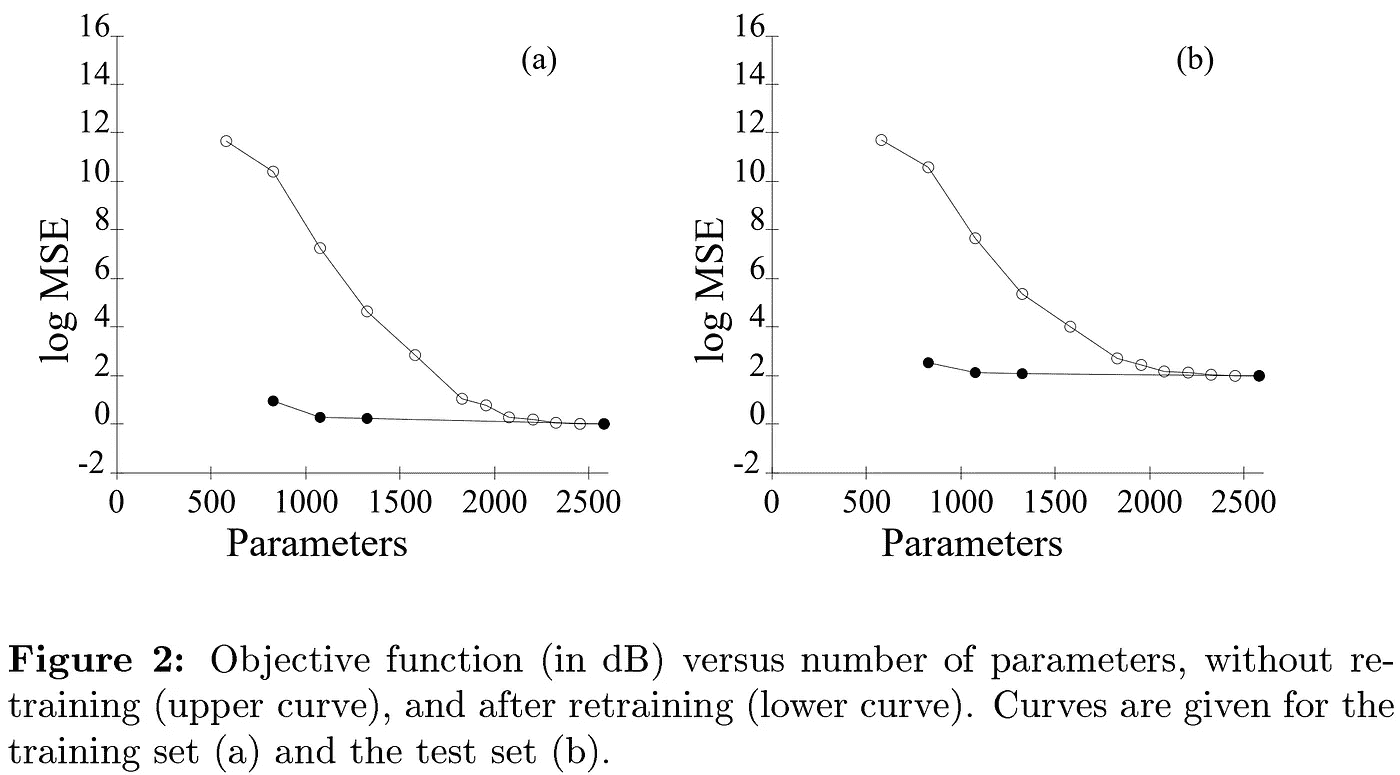 16
14
12
10
8
6
4
2
0
-2
log MSE
(a)
0 500 1000 1500 2000 2500
Parameters
16
14
12
10
8
6
4
2
0
-2
log MSE
(b)
0 500 1000 1500 2000 2500
Parameters
Figure 2: Objective function (in dB) versus number of parameters, without re-
training (upper curve), and after retraining (lower curve). Curves are given for the
training set (a) and the test set (b).